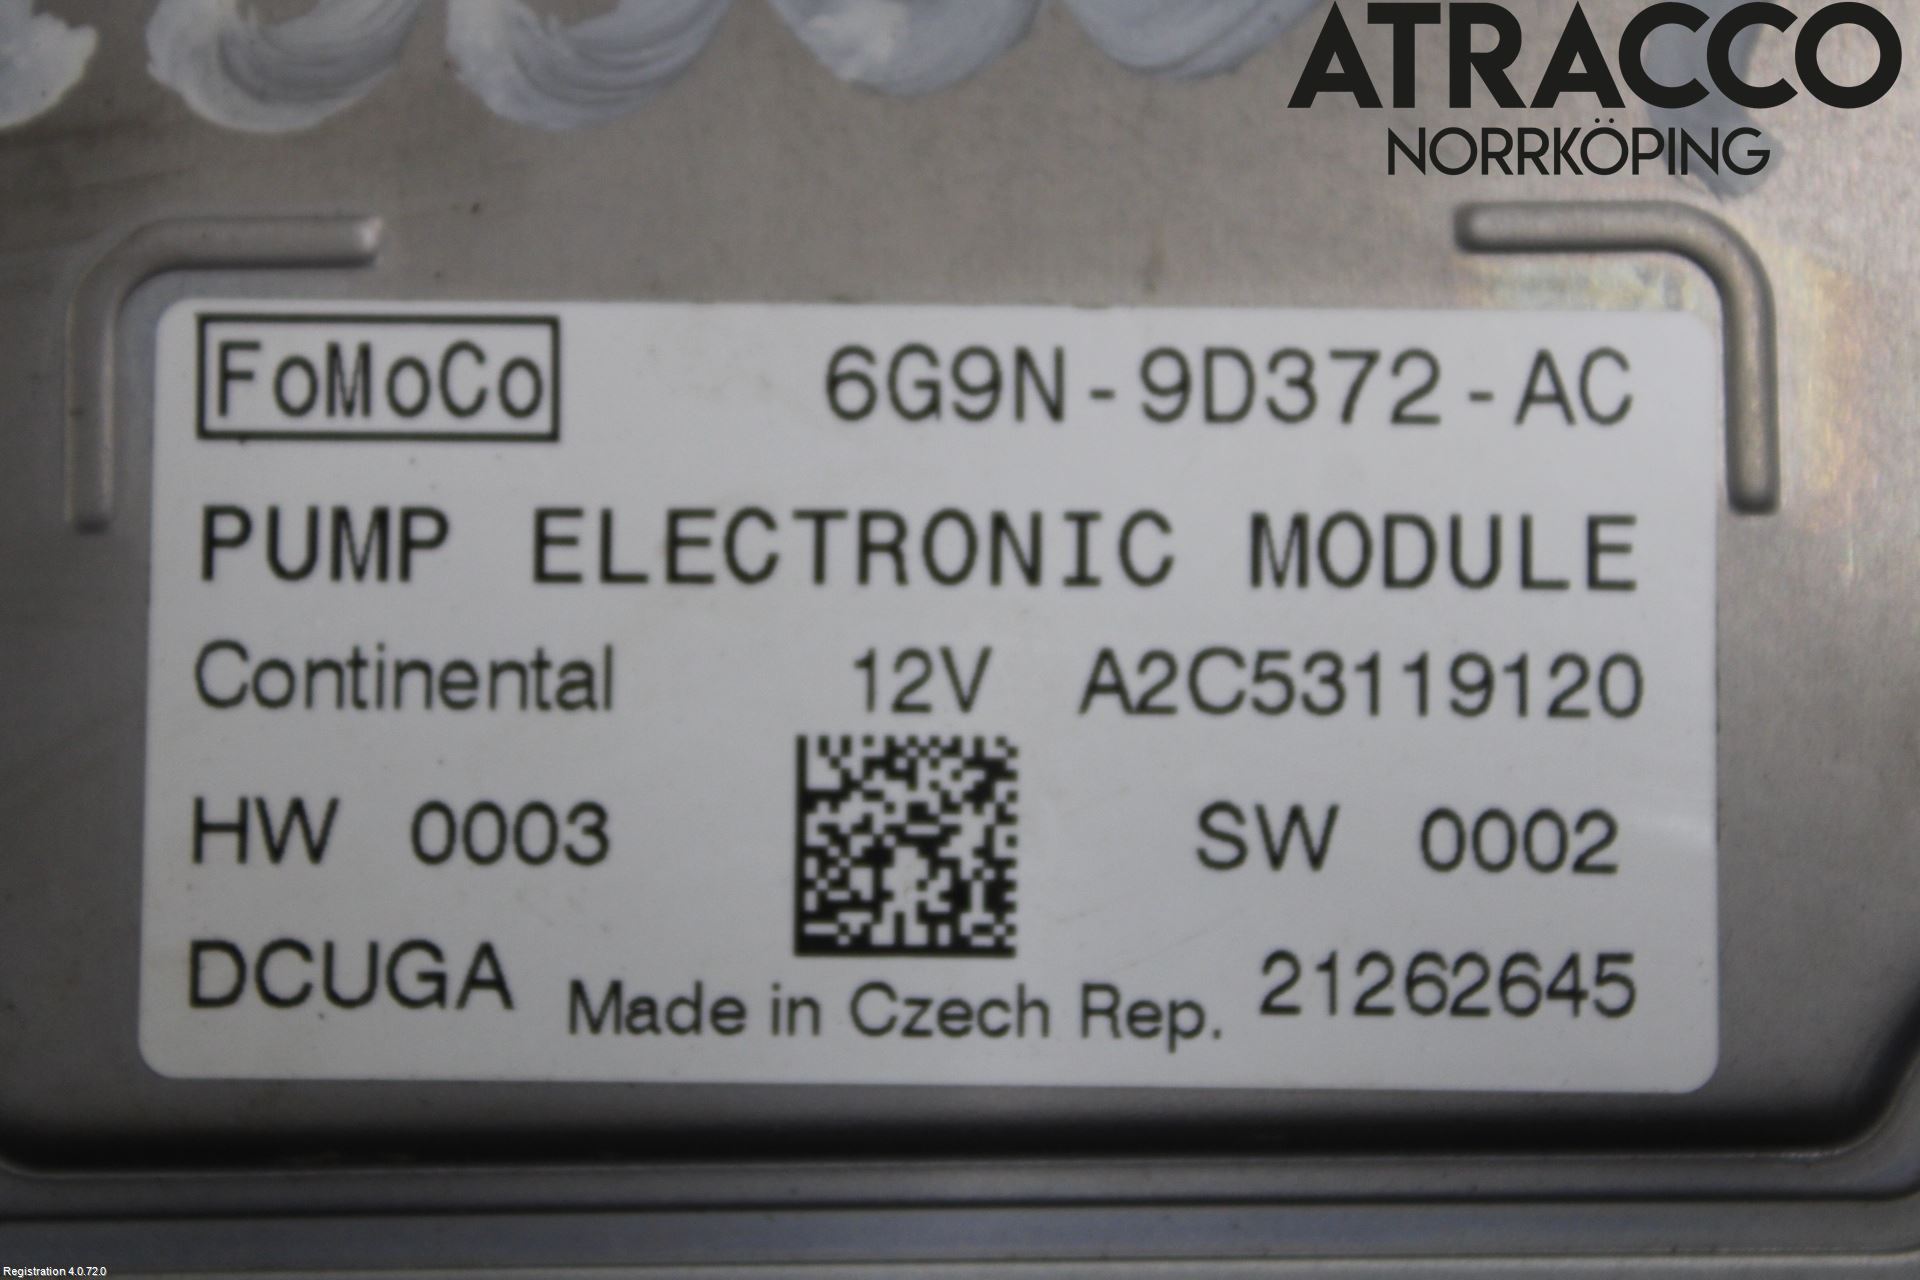 ATRACCO
NORRKÖPING
FoMoCo 6G9N-9D372-AC
PUMP ELECTRONIC MODULE
Continental 12V A2C53119120
HW 0003 SW 0002
DCUGA Made in Czech Rep. 21262645
Registration 4.0.72.0